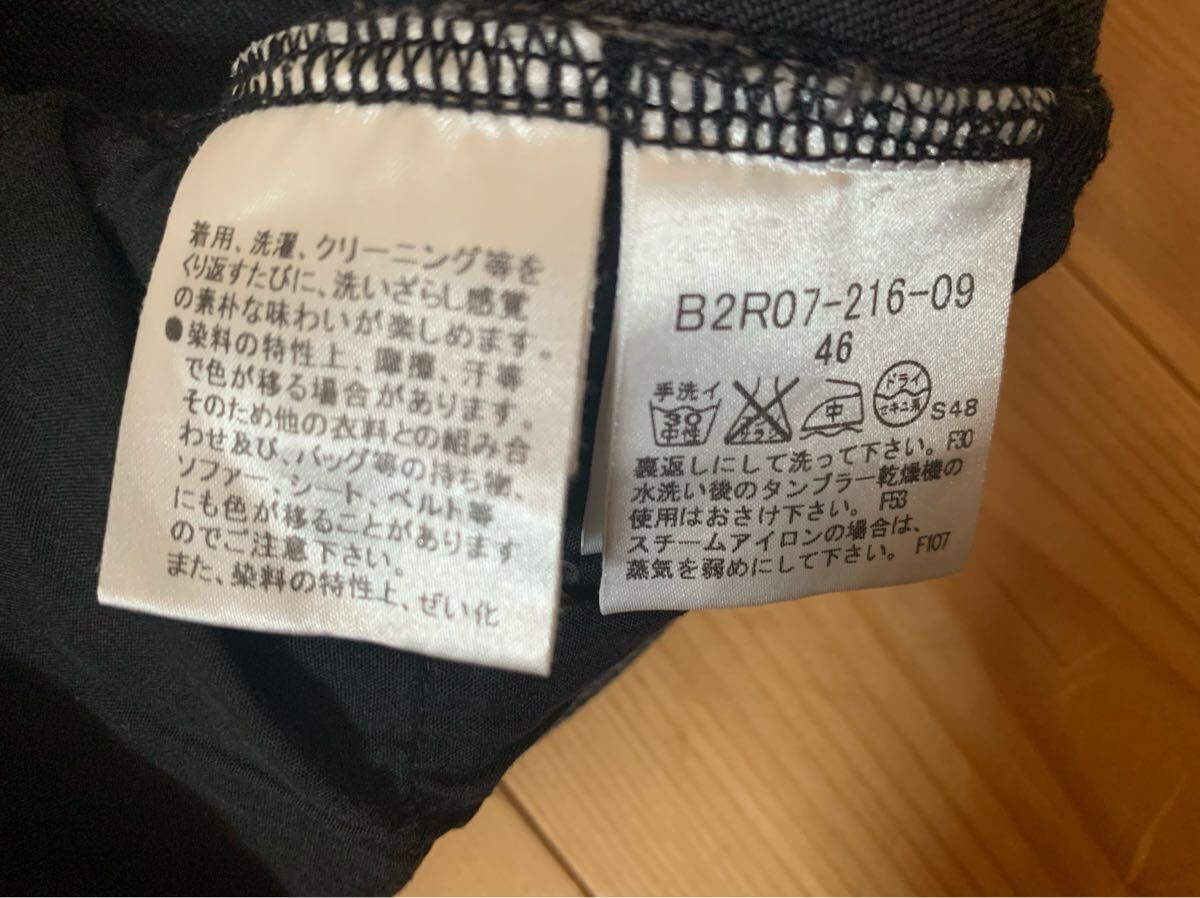 着用、洗濯、クリーニング等を
くり返すたびに、洗いざらし感覚
の素朴な味わいが楽しめます。
●染料の特性上、摩擦、汗等
で色が移る場合があります。
そのため他の衣料との組み合
わせ及び、バッグ等の持ち物、
ソファー、シート、ベルト等
にも色が移ることがあります
のでご注意下さい。
また、染料の特性上、ぜい化
B2R07-216-09
46
手洗イ
30
中性
中
ドライ
セキユ系
S48
裏返しにして洗って下さい。F30
水洗い後のタンブラー乾燥機の
使用はおさけ下さい。 F53
スチームアイロンの場合は、
蒸気を弱めにして下さい。 F107